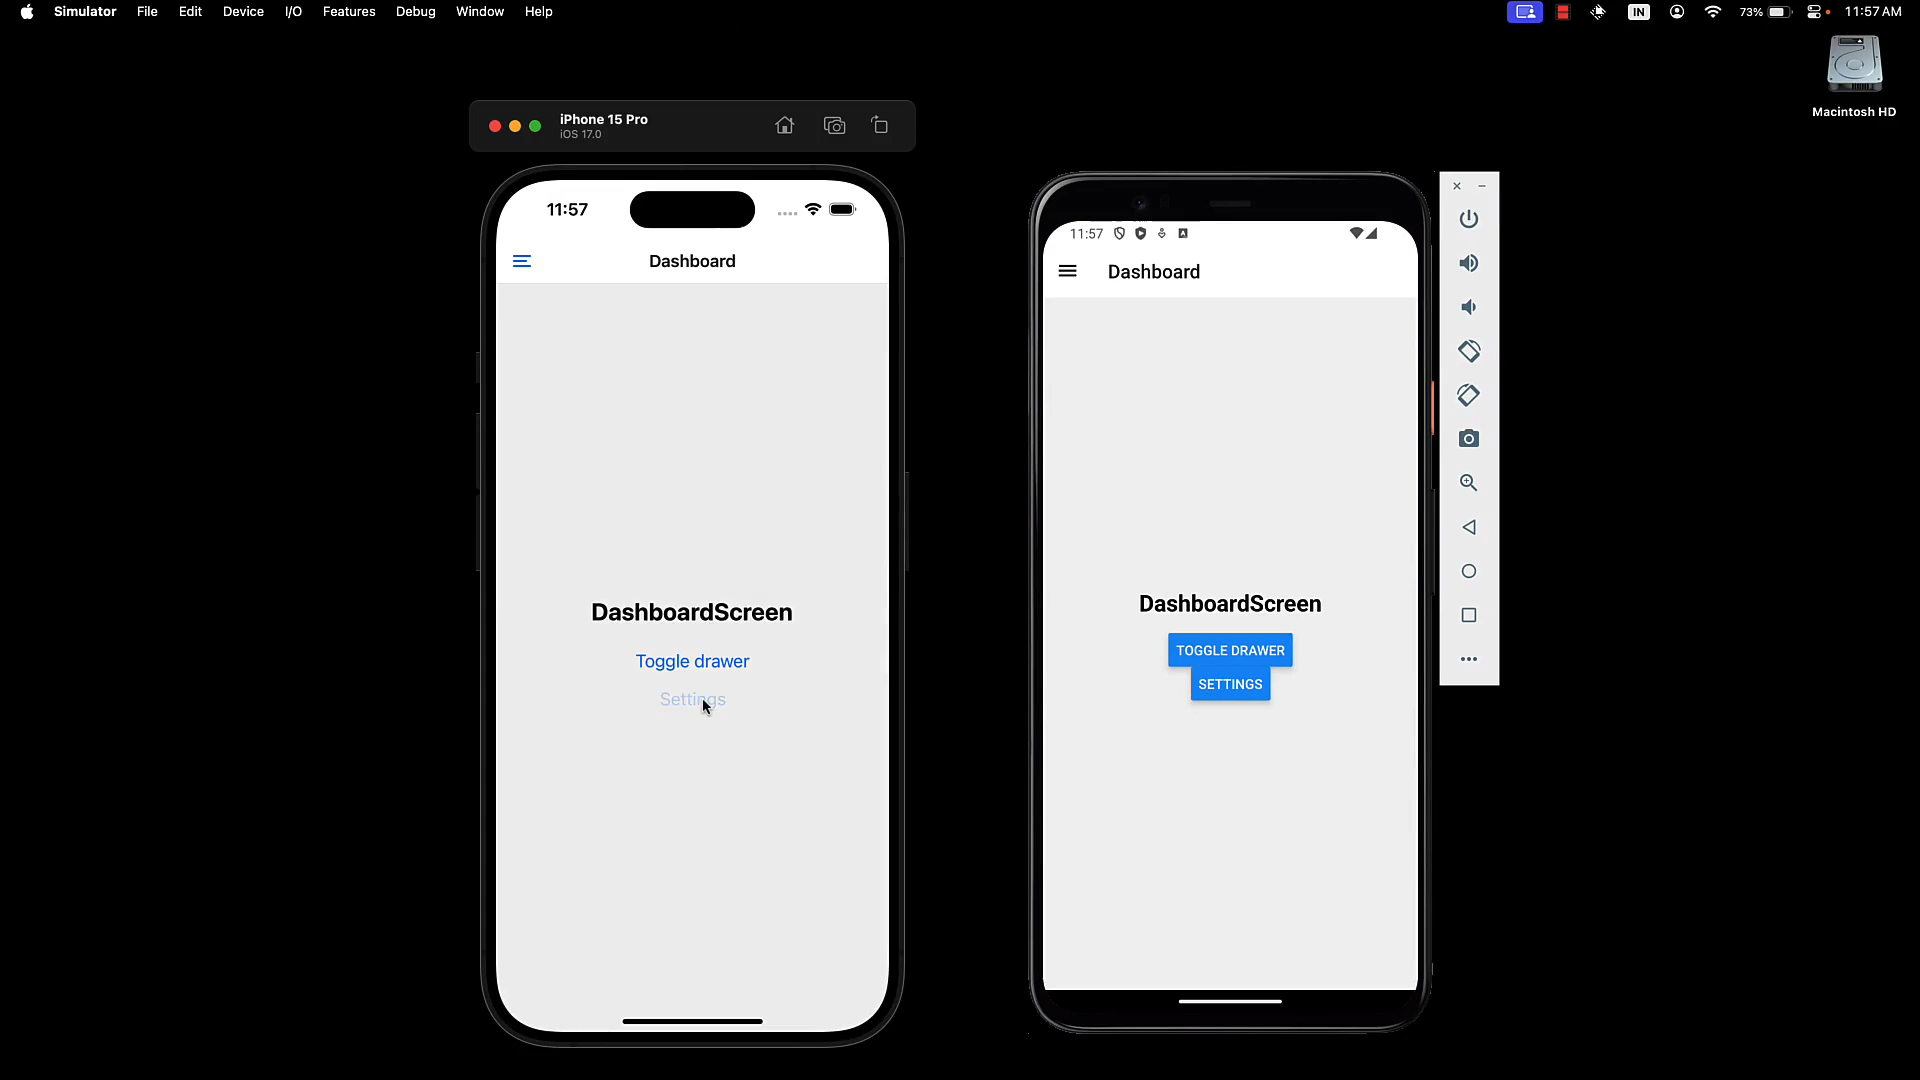 Simulator File Edit Device I/O Features Debug Window Help IN 73% 11:57 AM
Macintosh HD
iPhone 15 Pro
iOS 17.0
11:57
Dashboard
DashboardScreen
Toggle drawer
Settings
11:57
Dashboard
DashboardScreen
TOGGLE DRAWER
SETTINGS